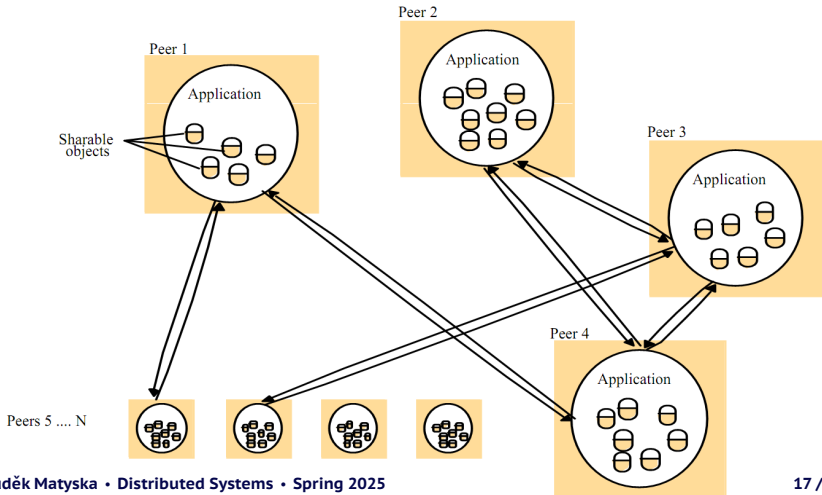 Peer 2
Peer 1
Application
Application
Sharable
objects
Peer 3
Application
Peer 4
Application
Peers 5 .... N
Matyska • Distributed Systems • Spring 2025
17 /